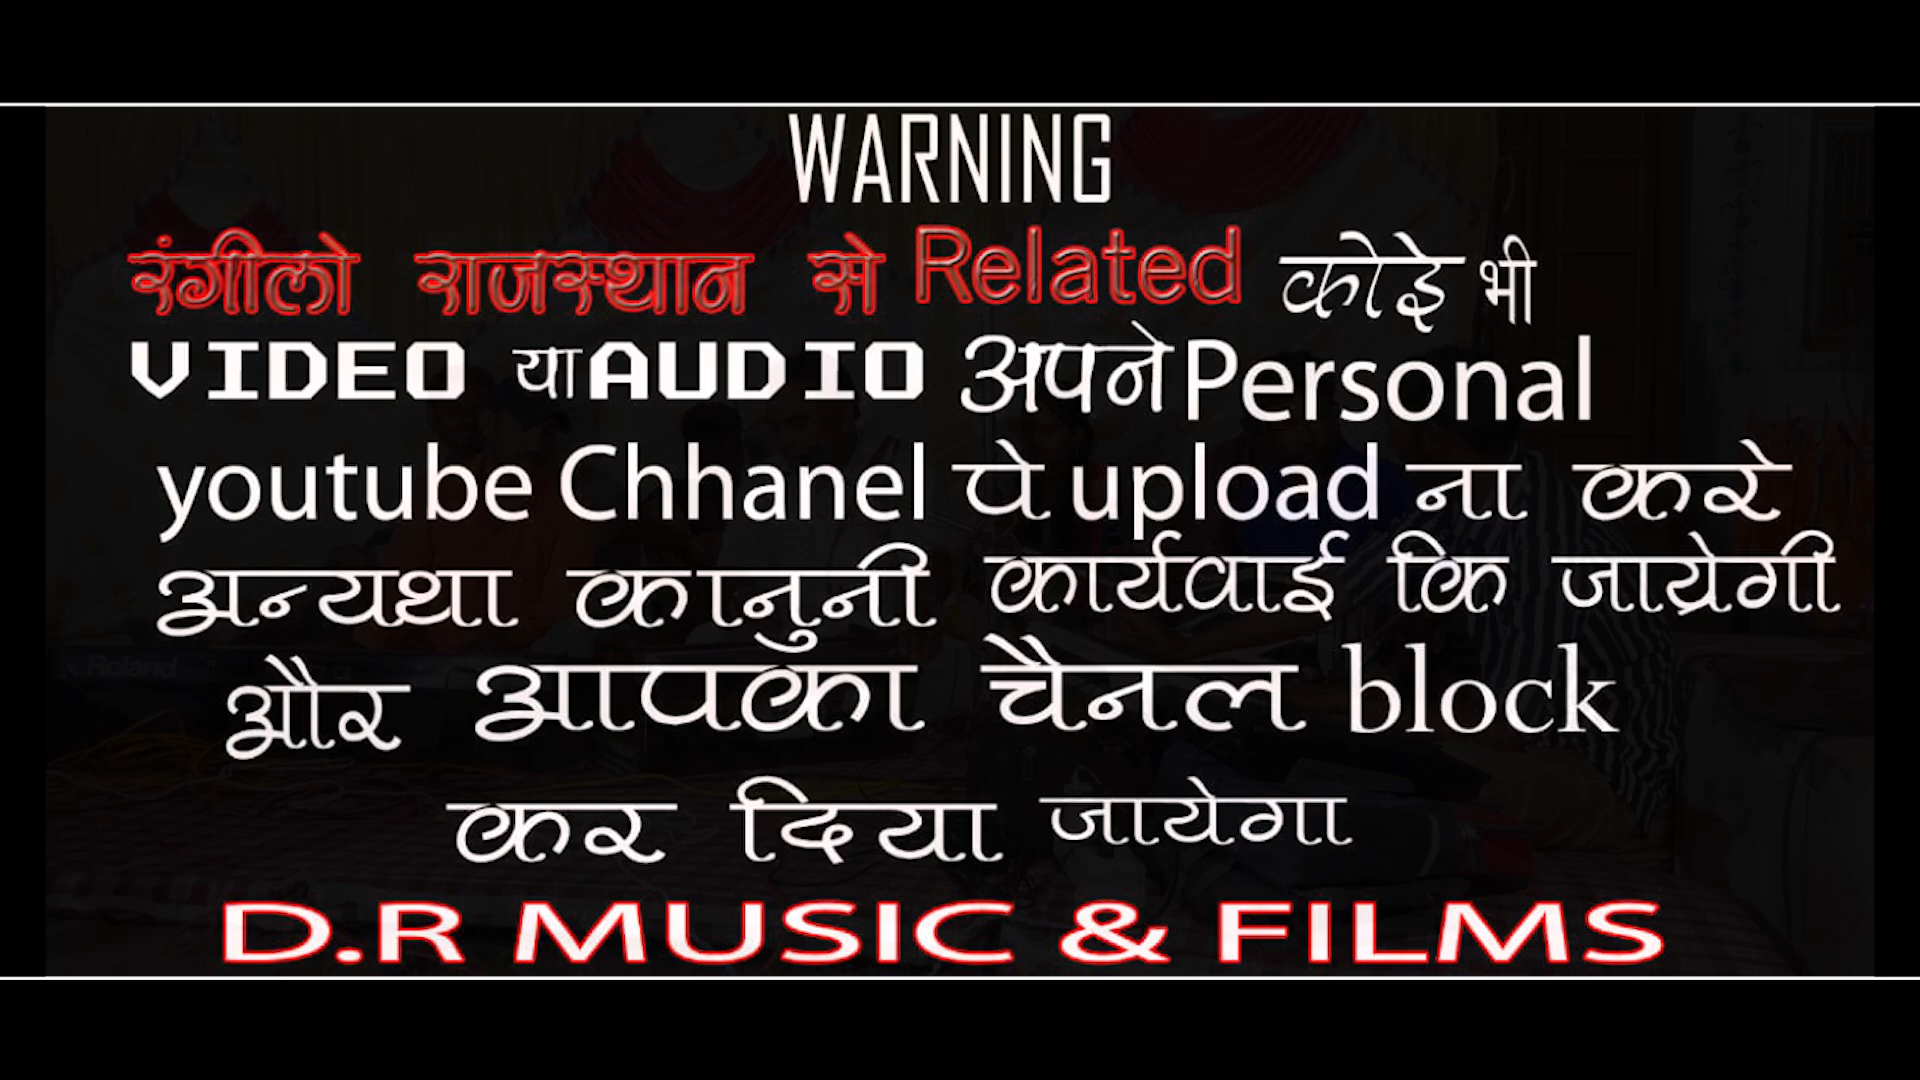 WARNING
रंगीलो राजस्थान से Related कोइे भी
VIDEO या AUDIO अपने Personal
youtube Chhanel पे upload ना करे
अन्यथा कानुनी कार्यवाई कि जाय्रेगी
और आपका चैनल block
कर दिया जायेगा
D.R MUSIC & FILMS
Roland